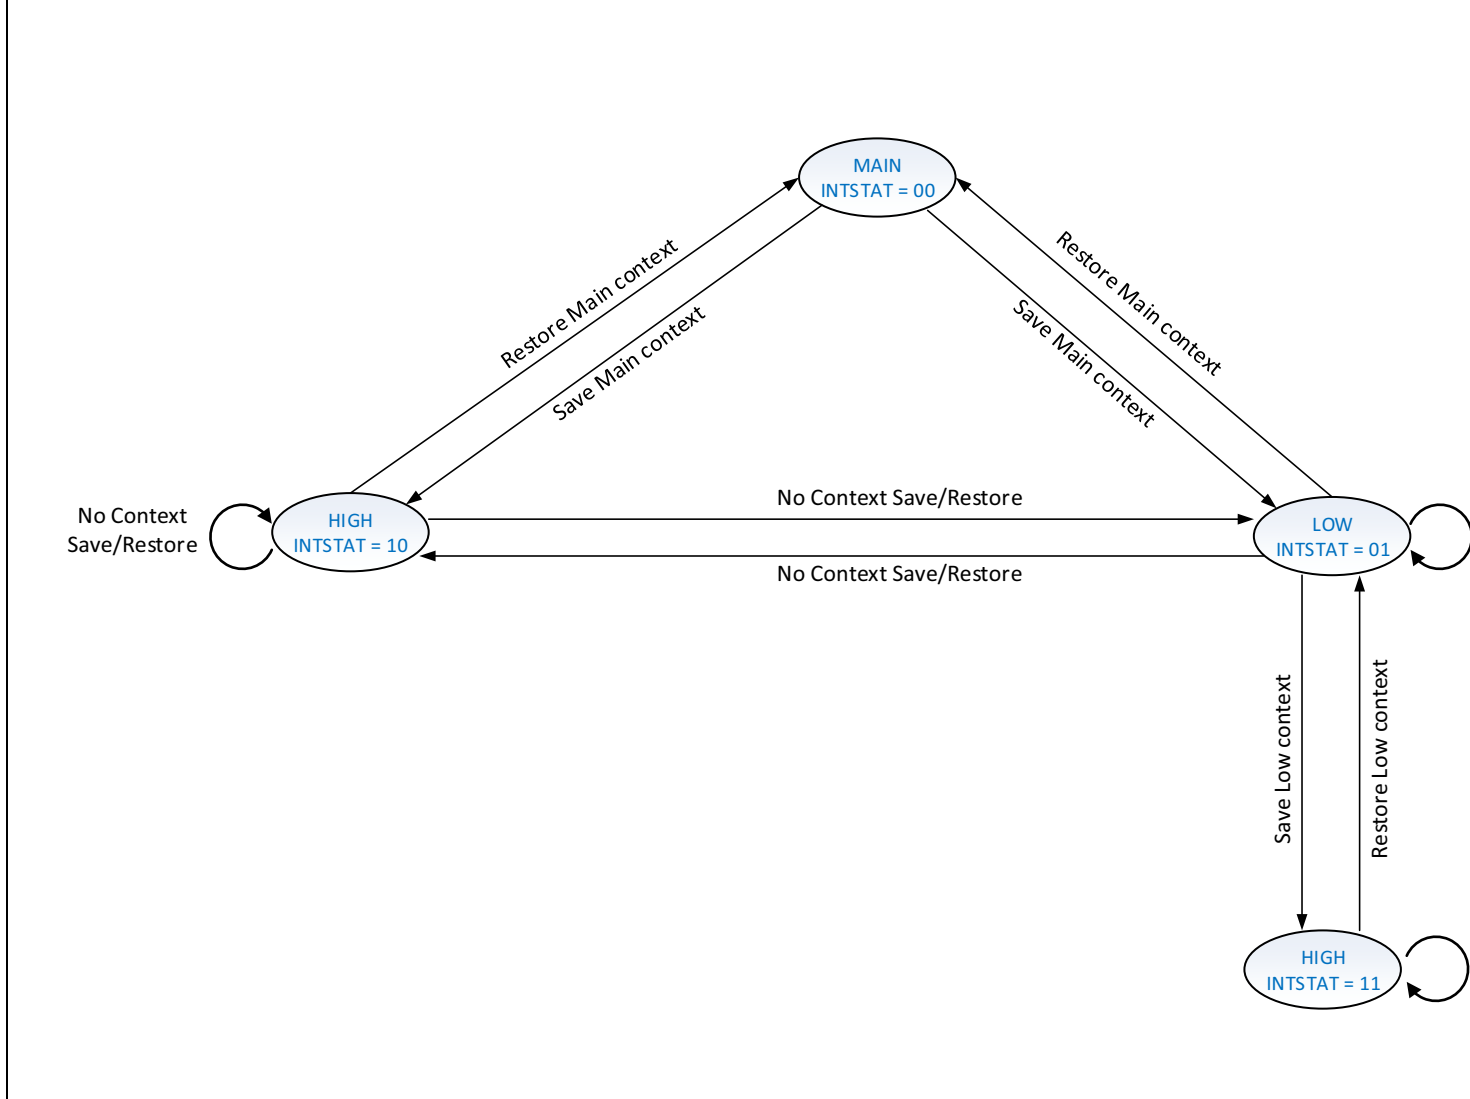 MAIN
INTSTAT = 00
Restore Main context
Save Main context
Restore Main context
Save Main context
No Context
Save/Restore
HIGH
INTSTAT = 10
No Context Save/Restore
No Context Save/Restore
LOW
INTSTAT = 01
Save Low context
Restore Low context
HIGH
INTSTAT = 11